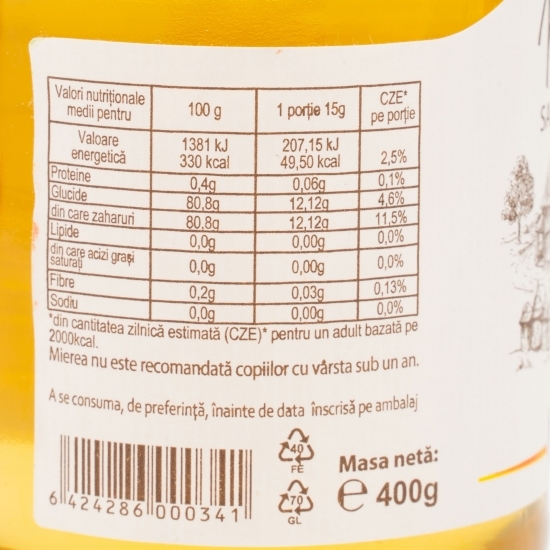 Valori nutriționale medii pentru 100 g 1 porție 15g CZE* pe porție
Valoare energetică 1381 kJ 330 kcal 207,15 kJ 49,50 kcal 2,5%
Proteine 0,4g 0,06g 0,1%
Glucide 80,8g 12,12g 4,6%
din care zaharuri 80,8g 12,12g 11,5%
Lipide 0,0g 0,00g 0,0%
din care acizi grași saturați 0,0g 0,00g 0,0%
Fibre 0,2g 0,03g 0,13%
Sodiu 0,0g 0,00g 0,0%
*din cantitatea zilnică estimată (CZE)* pentru un adult bazată pe
2000kcal.
Mierea nu este recomandată copiilor cu vârsta sub un an.
A se consuma, de preferință, înainte de data înscrisă pe ambalaj
40
FE
70
GL
Masa netă:
e 400g
6 424286 000341